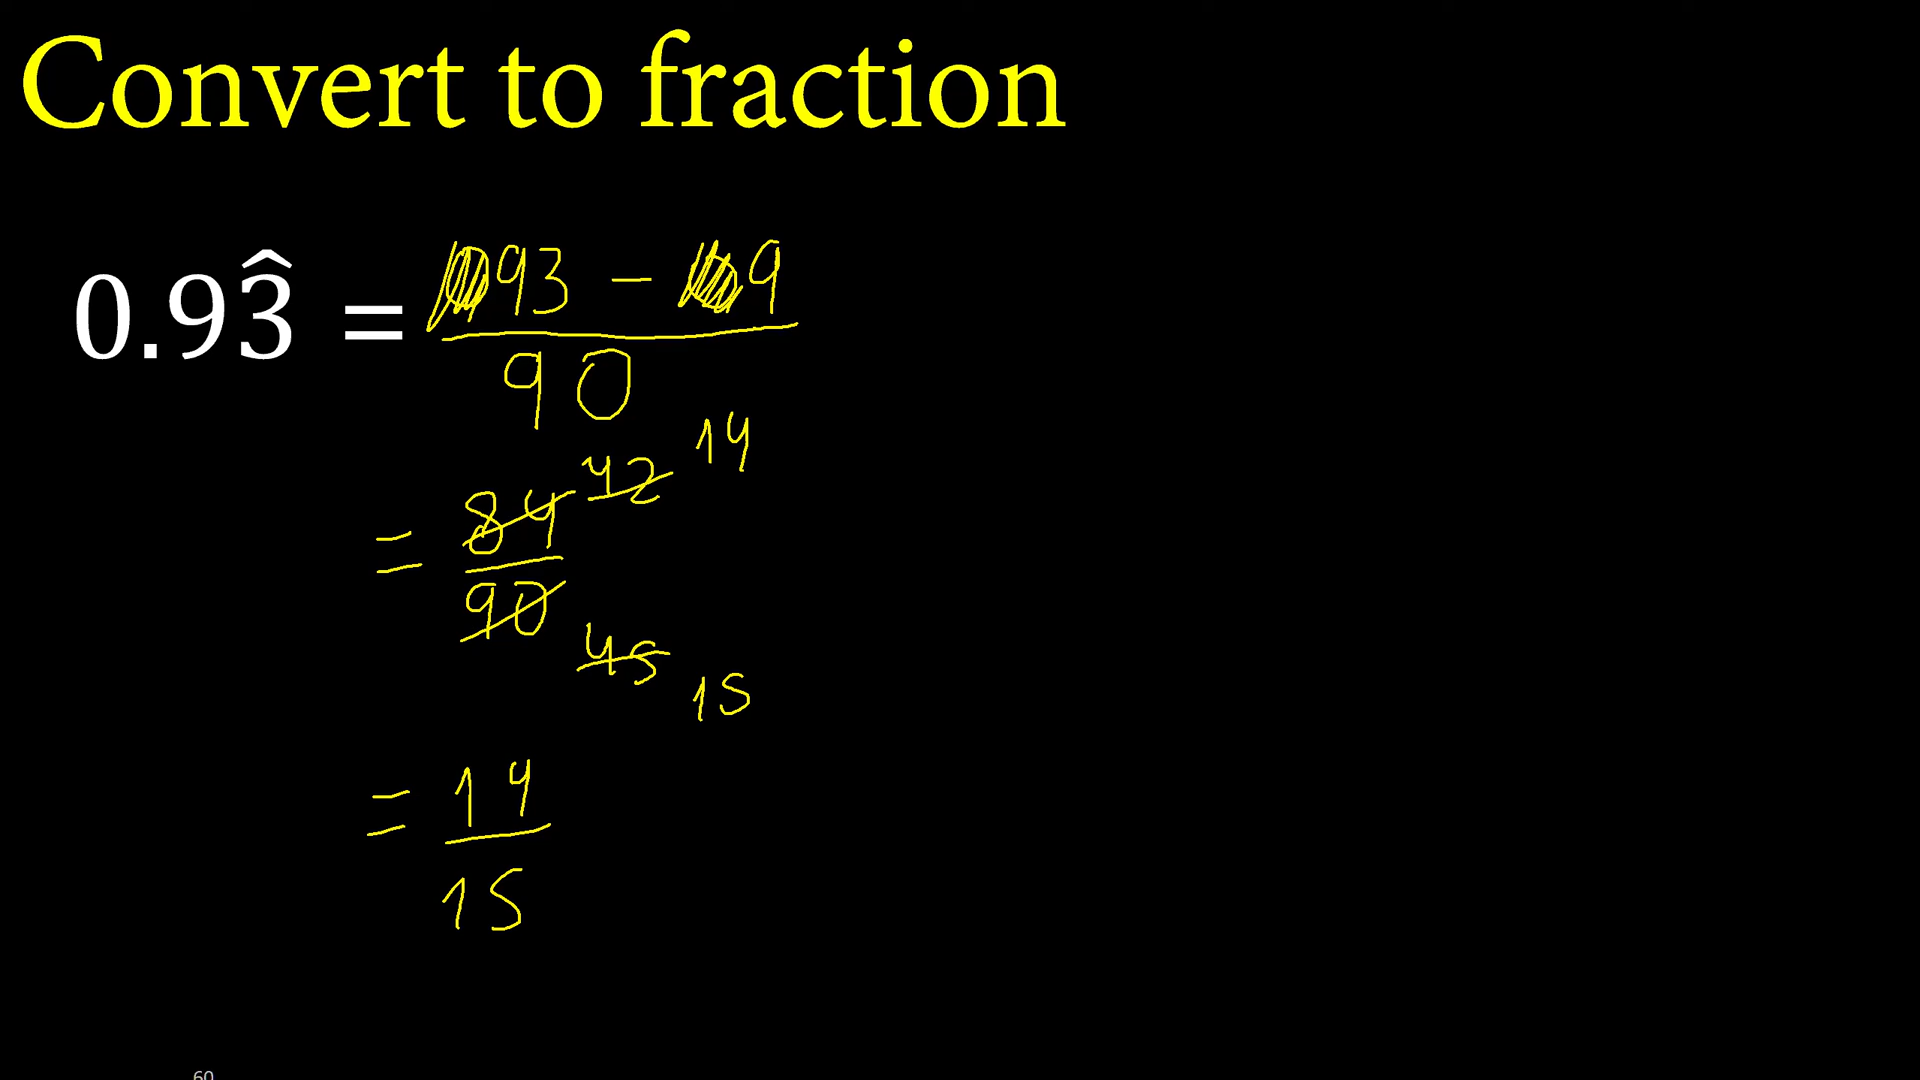 Convert to fraction
0.93̂ = 93 - 9
90
= 84 42 14
90 45 15
= 14
15
60